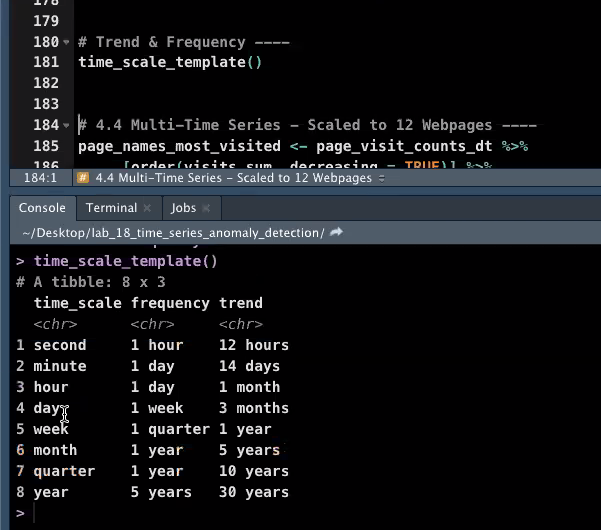 178
179
180 # Trend & Frequency ----
181 time_scale_template()
182
183
184 # 4.4 Multi-Time Series - Scaled to 12 Webpages ----
185 page_names_most_visited <- page_visit_counts_dt %>%
186 [order(visits_sum, decreasing = TRUE)] %>%
184:1 # 4.4 Multi-Time Series - Scaled to 12 Webpages
Console Terminal Jobs
~/Desktop/lab_18_time_series_anomaly_detection/
> time_scale_template()
# A tibble: 8 x 3
time_scale frequency trend
<chr> <chr> <chr>
1 second 1 hour 12 hours
2 minute 1 day 14 days
3 hour 1 day 1 month
4 day 1 week 3 months
5 week 1 quarter 1 year
6 month 1 year 5 years
7 quarter 1 year 10 years
8 year 5 years 30 years
>